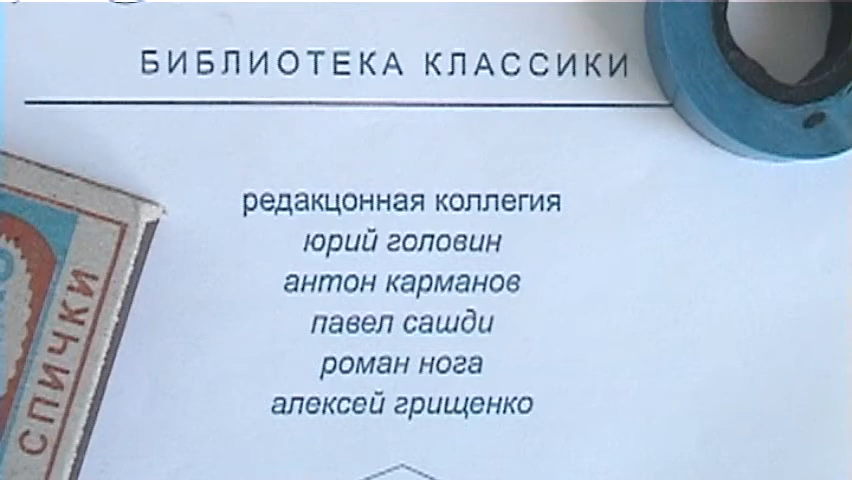 БИБЛИОТЕКА КЛАССИКИ
редакцонная коллегия
юрий головин
антон карманов
павел сашди
роман нога
алексей грищенко
СПИЧКИ